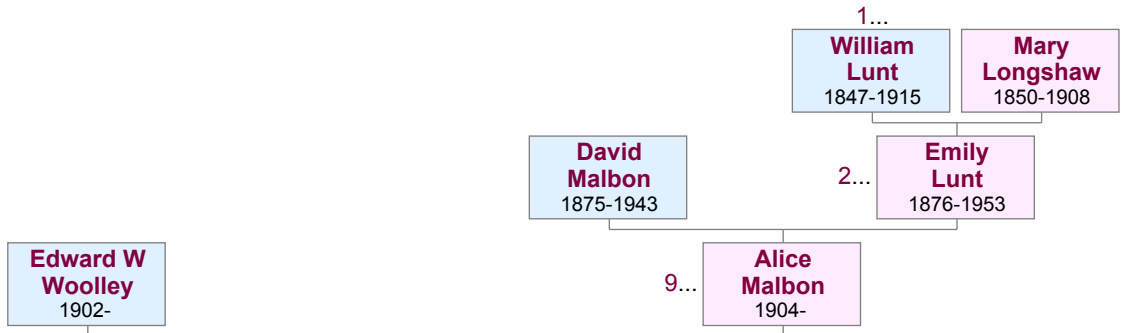 1...
William
Lunt
1847-1915
Mary
Longshaw
1850-1908
David
Malbon
1875-1943
2...
Emily
Lunt
1876-1953
Edward W
Woolley
1902-
9...
Alice
Malbon
1904-